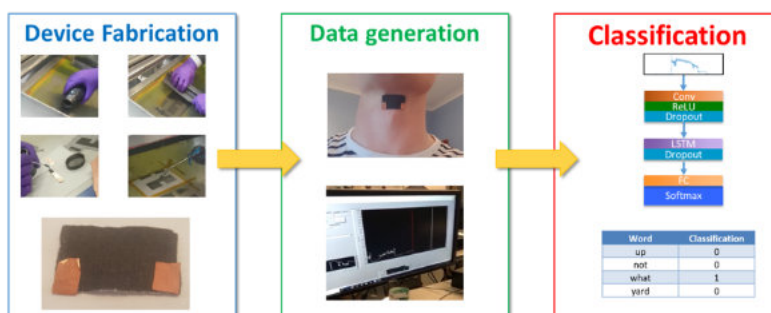 Device Fabrication
Data generation
Classification
Conv
ReLU
Dropout
LSTM
Dropout
FC
Softmax
Word Classification
up 0
not 0
what 1
yard 0